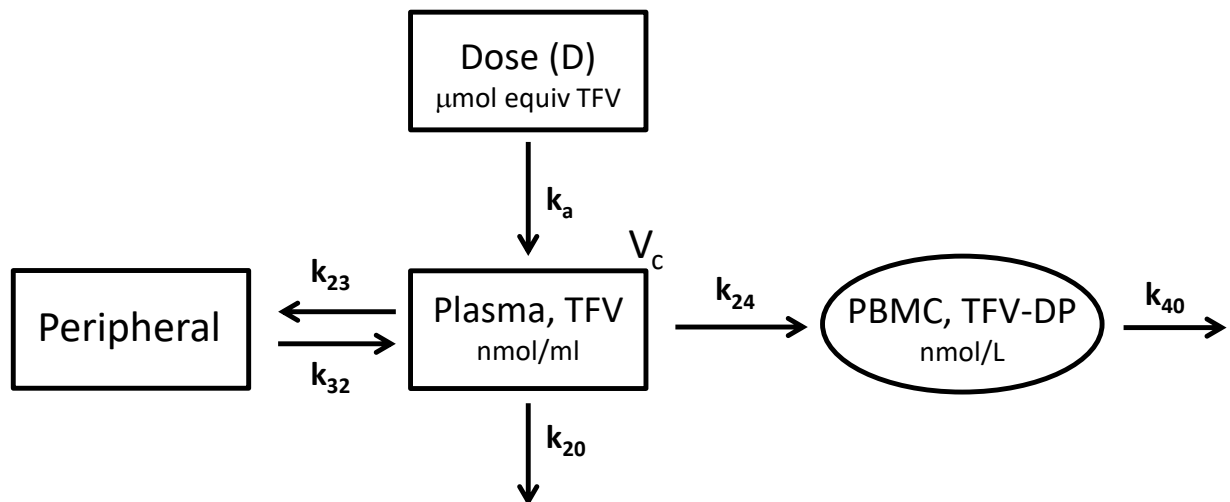 Dose (D)
μmol equiv TFV
kₐ
V_c
k₂₃
Peripheral
k₃₂
Plasma, TFV
nmol/ml
k₂₄
PBMC, TFV-DP
nmol/L
k₄₀
k₂₀